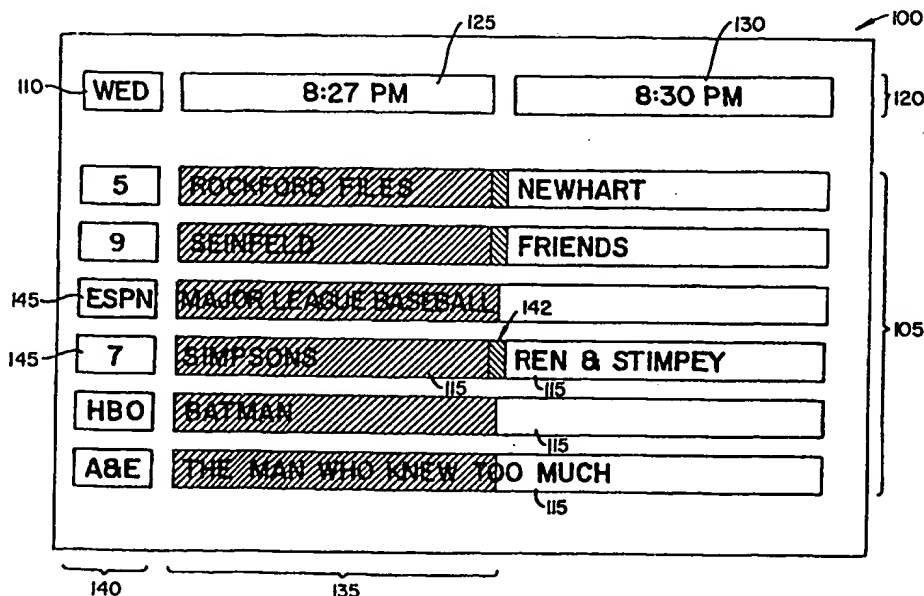 100
125
130
110
WED
8:27 PM
8:30 PM
120
5
ROCKFORD FILES
NEWHART
9
SEINFELD
FRIENDS
145
ESPN
MAJOR LEAGUE BASEBALL
142
105
145
7
SIMPSONS
REN & STIMPEY
115
115
HBO
BATMAN
115
A&E
THE MAN WHO KNEW TOO MUCH
115
140
135